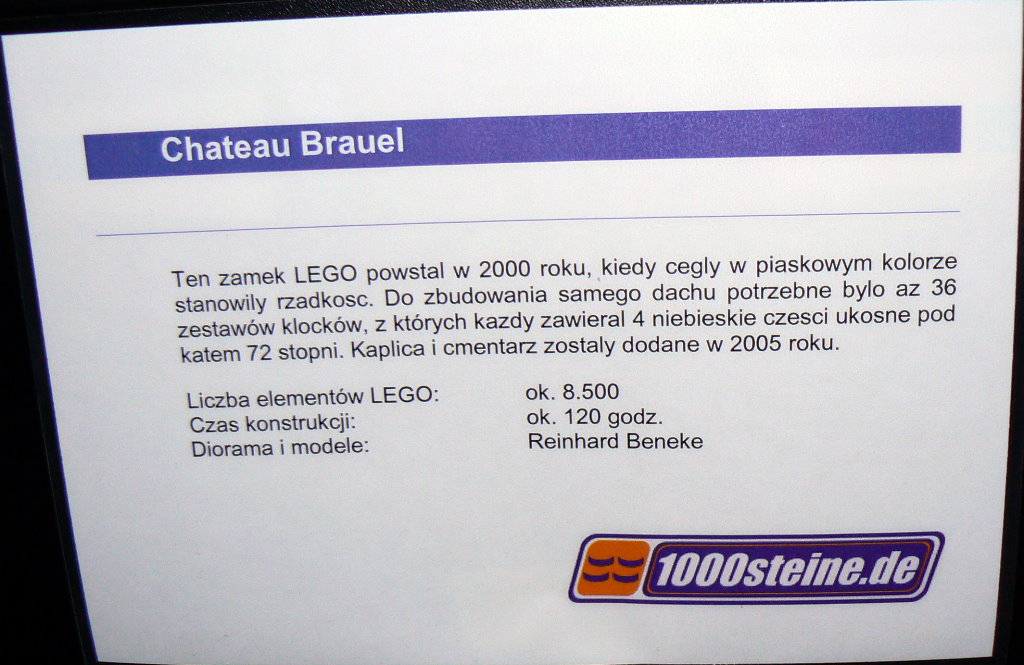 Chateau Brauel
Ten zamek LEGO powstal w 2000 roku, kiedy cegly w piaskowym kolorze
stanowily rzadkosc. Do zbudowania samego dachu potrzebne bylo az 36
zestawów klocków, z których kazdy zawieral 4 niebieskie czesci ukosne pod
katem 72 stopni. Kaplica i cmentarz zostaly dodane w 2005 roku.
Liczba elementów LEGO: ok. 8.500
Czas konstrukcji: ok. 120 godz.
Diorama i modele: Reinhard Beneke
1000steine.de